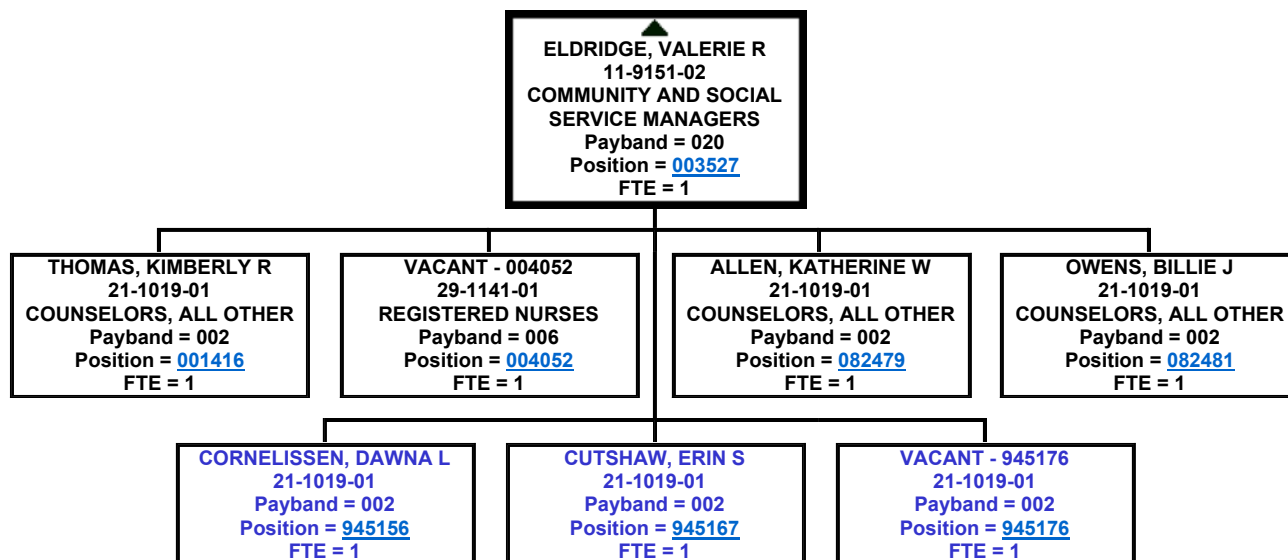 ELDRIDGE, VALERIE R
11-9151-02
COMMUNITY AND SOCIAL
SERVICE MANAGERS
Payband = 020
Position = 003527
FTE = 1
THOMAS, KIMBERLY R
21-1019-01
COUNSELORS, ALL OTHER
Payband = 002
Position = 001416
FTE = 1
VACANT - 004052
29-1141-01
REGISTERED NURSES
Payband = 006
Position = 004052
FTE = 1
ALLEN, KATHERINE W
21-1019-01
COUNSELORS, ALL OTHER
Payband = 002
Position = 082479
FTE = 1
OWENS, BILLIE J
21-1019-01
COUNSELORS, ALL OTHER
Payband = 002
Position = 082481
FTE = 1
CORNELISSEN, DAWNA L
21-1019-01
Payband = 002
Position = 945156
FTE = 1
CUTSHAW, ERIN S
21-1019-01
Payband = 002
Position = 945167
FTE = 1
VACANT - 945176
21-1019-01
Payband = 002
Position = 945176
FTE = 1